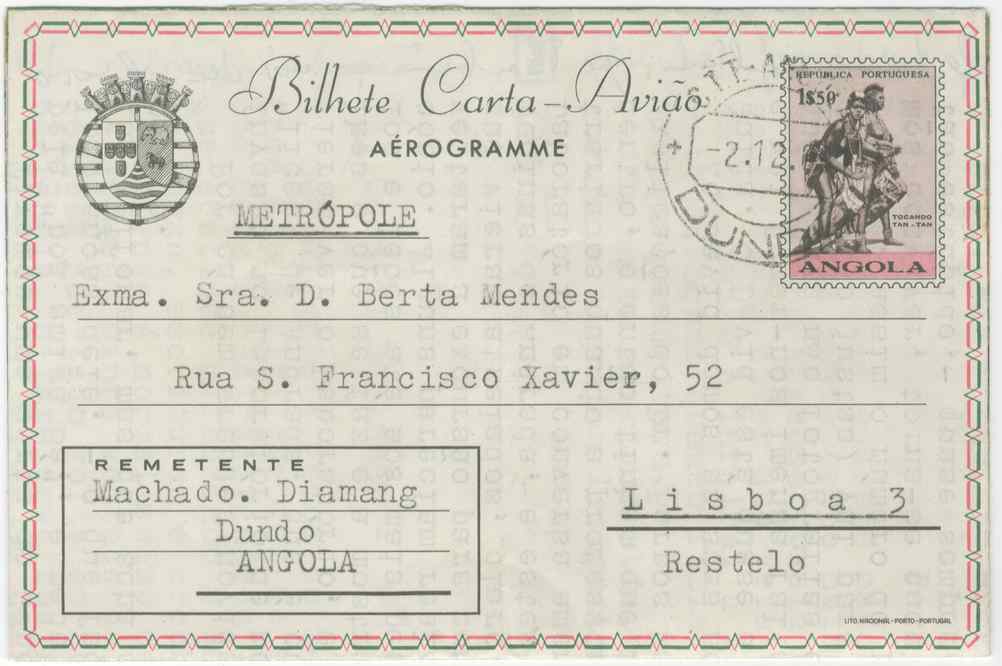 Bilhete Carta-Avião
AÉROGRAMME
METRÓPOLE
REPÚBLICA PORTUGUESA
1$50
TOCANDO
TAN-TAN
ANGOLA
-2.12.
DUN
Exma. Sra. D. Berta Mendes
Rua S. Francisco Xavier, 52
REMETENTE
Machado. Diamang
Dundo
ANGOLA
Lisboa 3
Restelo
LITO. NACIONAL-PORTO-PORTUGAL